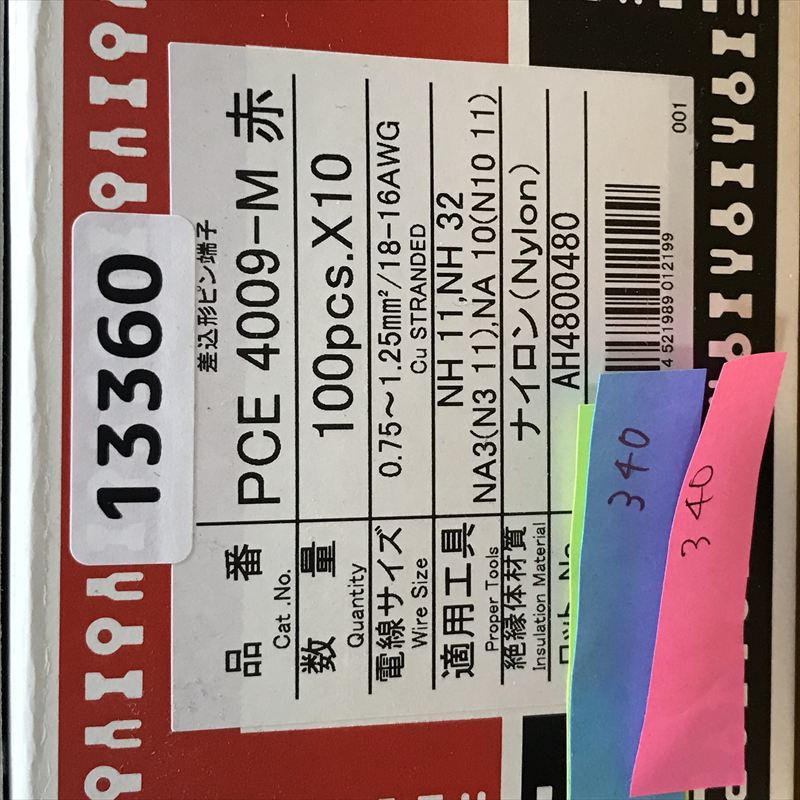 13360
差込形ピン端子
品番 PCE 4009-M 赤
Cat.No.
数量 100pcs.X10
Quantity
電線サイズ 0.75～1.25mm²/18-16AWG
Wire Size Cu STRANDED
適用工具 NH 11,NH 32
Proper Tools NA3(N3 11),NA 10(N10 11)
絶縁体材質 ナイロン(Nylon)
Insulation Material
AH4800480
4 521989 012199
001
340
340